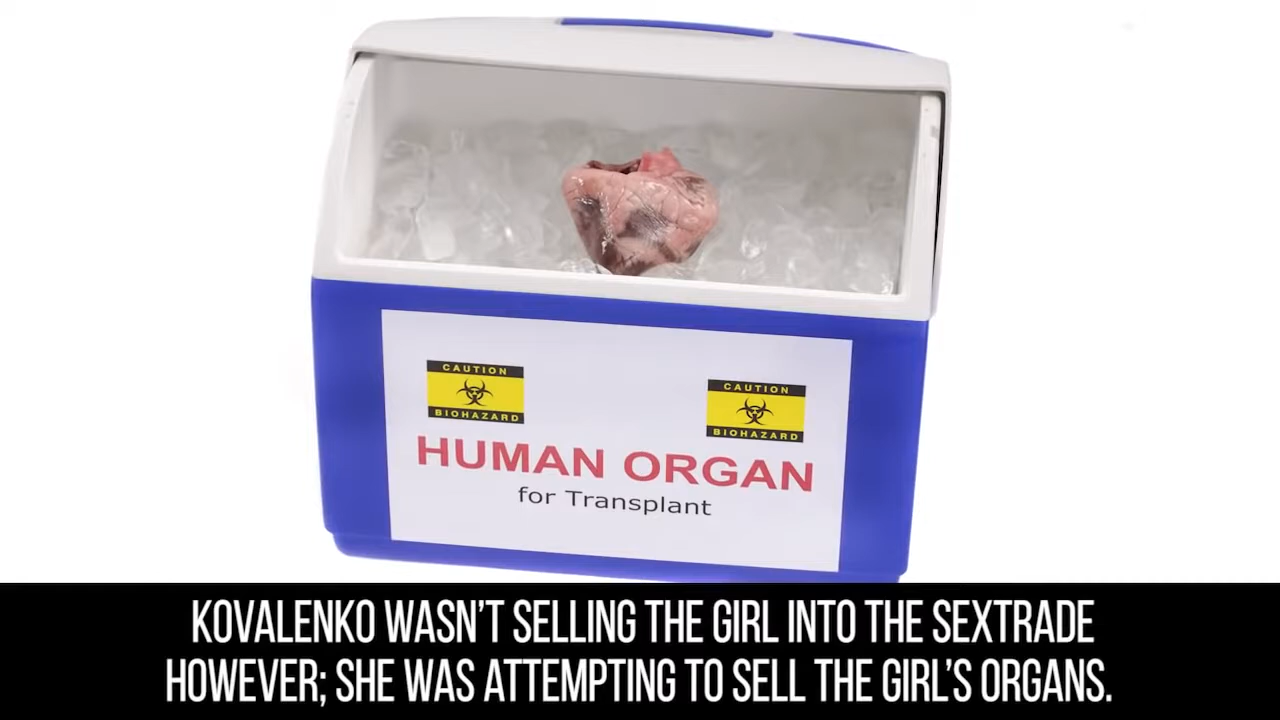 CAUTION
BIOHAZARD
CAUTION
BIOHAZARD
HUMAN ORGAN
for Transplant
KOVALENKO WASN'T SELLING THE GIRL INTO THE SEXTRADE
HOWEVER; SHE WAS ATTEMPTING TO SELL THE GIRL'S ORGANS.